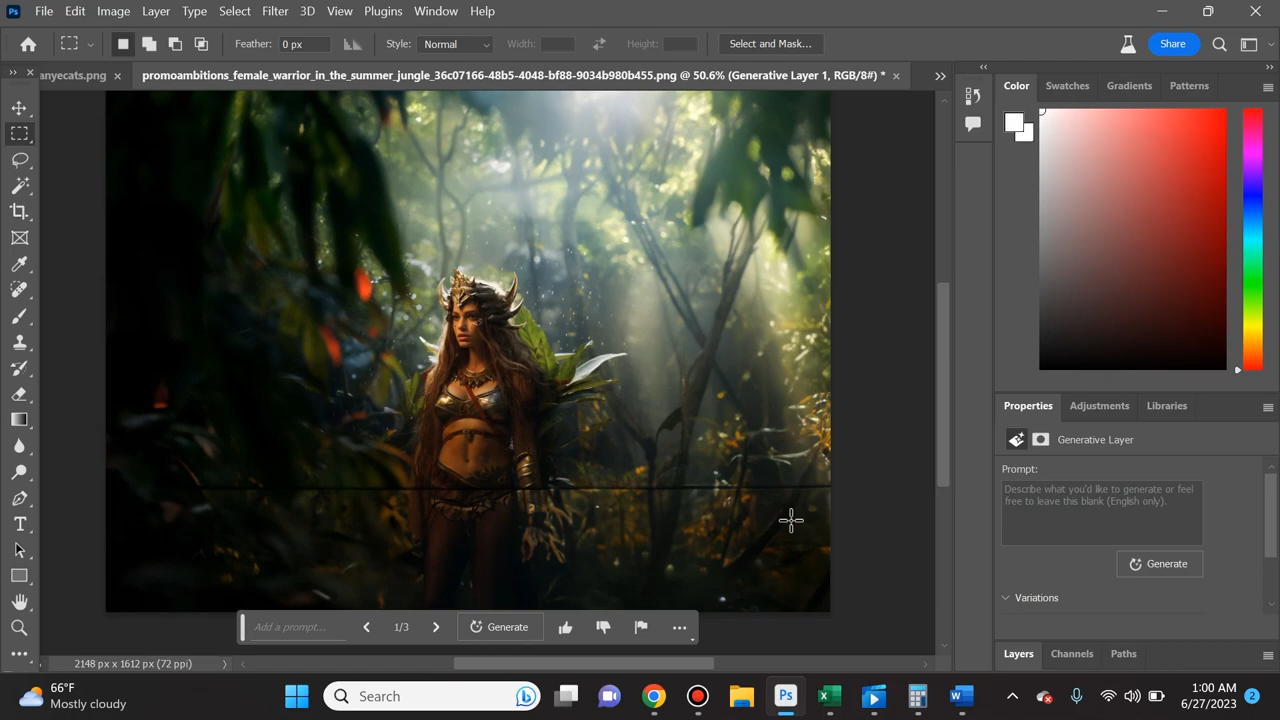 Ps File Edit Image Layer Type Select Filter 3D View Plugins Window Help
Feather: 0 px Style: Normal Width: Height: Select and Mask... Share
anyecats.png × promoambitions_female_warrior_in_the_summer_jungle_36c07166-48b5-4048-bf88-9034b980b455.png @ 50.6% (Generative Layer 1, RGB/8#) * ×
Color Swatches Gradients Patterns
Properties Adjustments Libraries
Generative Layer
Prompt:
Describe what you'd like to generate or feel
free to leave this blank (English only).
Generate
Variations
Add a prompt... 1/3 Generate
Layers Channels Paths
2148 px x 1612 px (72 ppi)
66°F
Mostly cloudy
Search
1:00 AM
6/27/2023
2